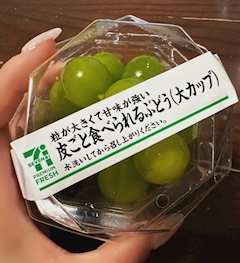 粒が大きくて甘味が強い
皮ごと食べられるぶどう(大カップ)
水洗いしてから召し上がりください。
7
SEVEN & i
PREMIUM
FRESH